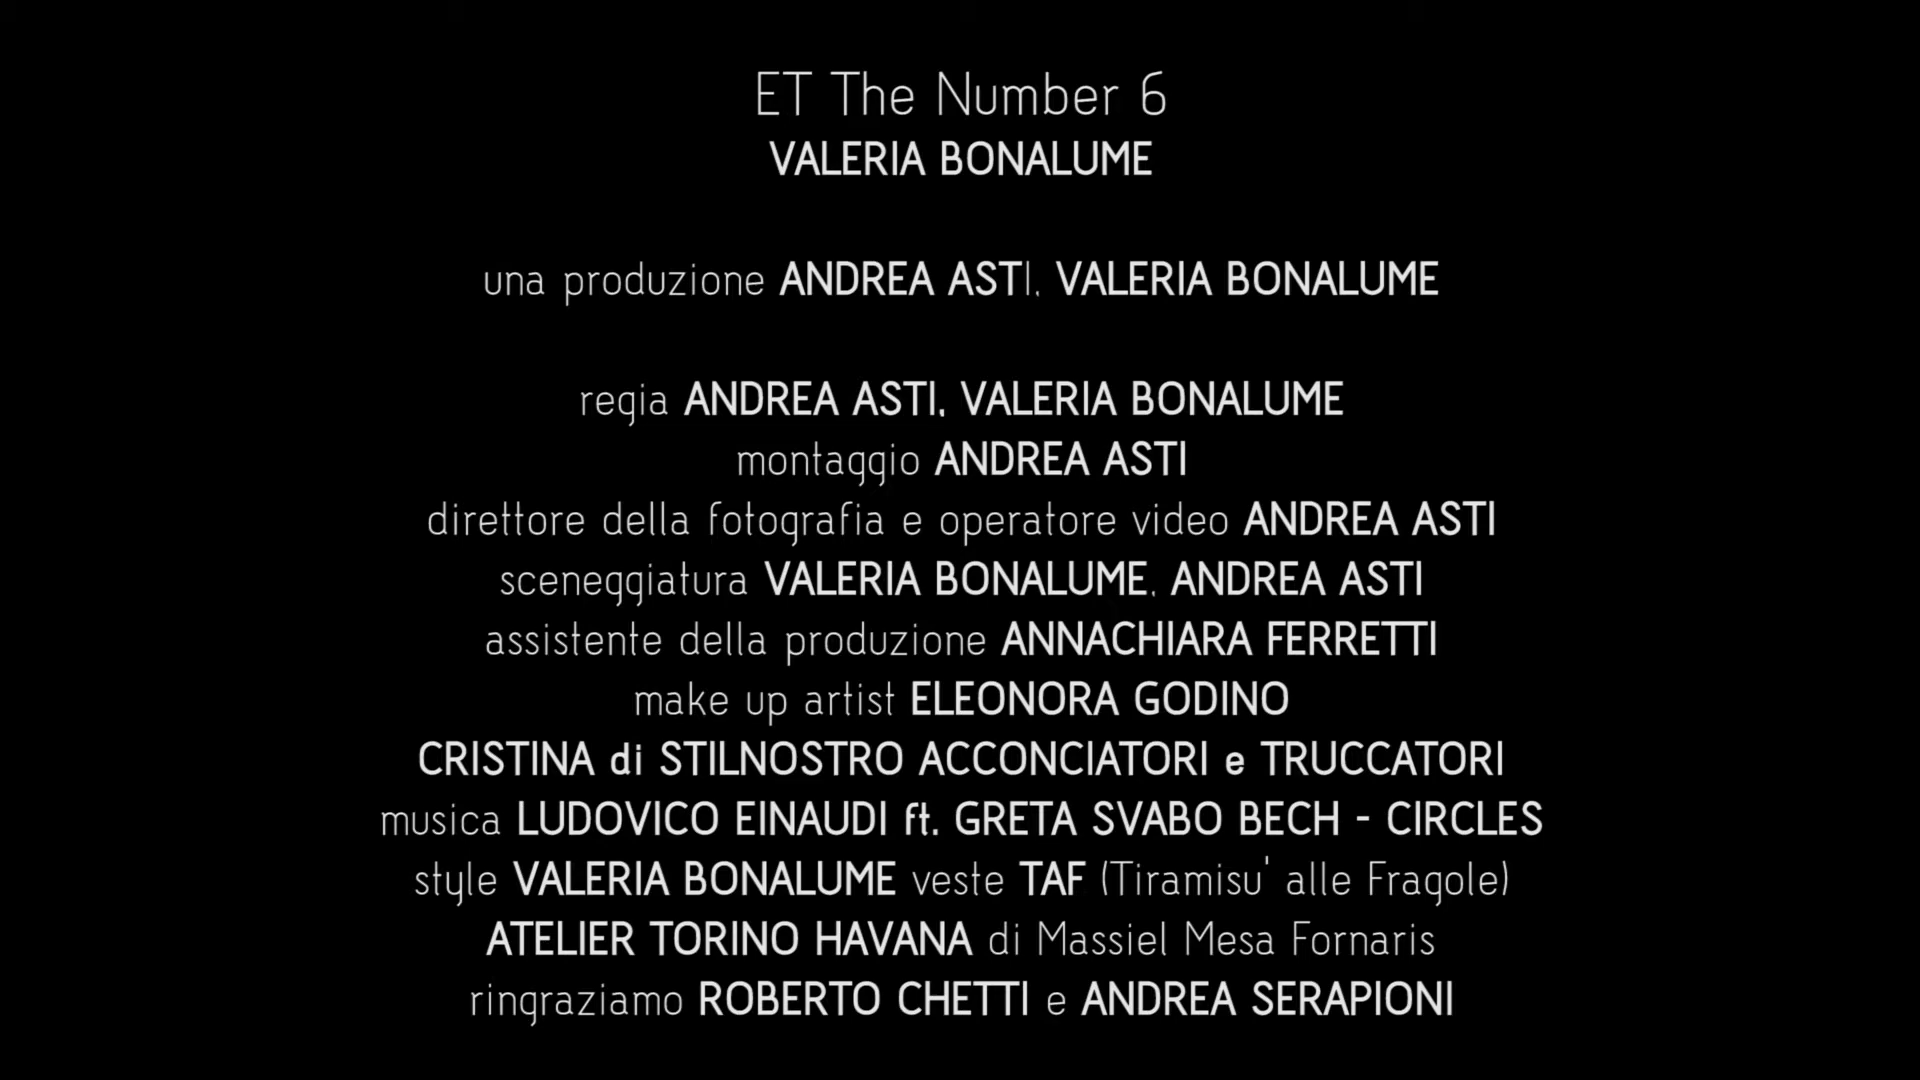 ET The Number 6
VALERIA BONALUME
una produzione ANDREA ASTI, VALERIA BONALUME
regia ANDREA ASTI, VALERIA BONALUME
montaggio ANDREA ASTI
direttore della fotografia e operatore video ANDREA ASTI
sceneggiatura VALERIA BONALUME, ANDREA ASTI
assistente della produzione ANNACHIARA FERRETTI
make up artist ELEONORA GODINO
CRISTINA di STILNOSTRO ACCONCIATORI e TRUCCATORI
musica LUDOVICO EINAUDI ft. GRETA SVABO BECH - CIRCLES
style VALERIA BONALUME veste TAF (Tiramisu' alle Fragole)
ATELIER TORINO HAVANA di Massiel Mesa Fornaris
ringraziamo ROBERTO CHETTI e ANDREA SERAPIONI